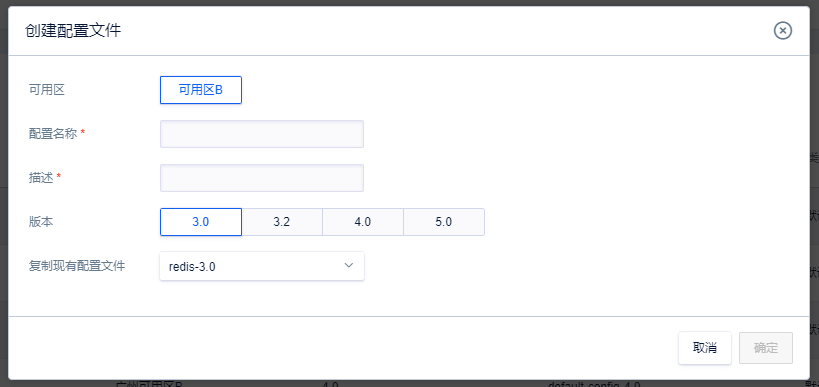 创建配置文件
可用区 可用区B
配置名称 *
描述 *
版本 3.0 3.2 4.0 5.0
复制现有配置文件 redis-3.0
取消 确定